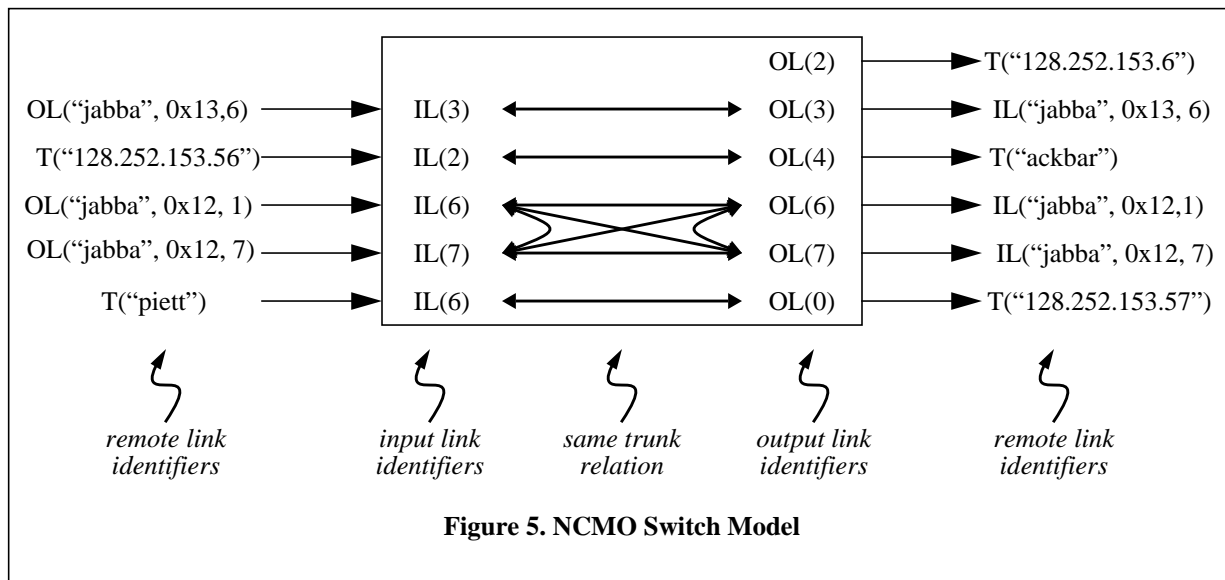 OL(2) T(“128.252.153.6”)
OL(“jabba”, 0x13,6) IL(3) OL(3) IL(“jabba”, 0x13, 6)
T(“128.252.153.56”) IL(2) OL(4) T(“ackbar”)
OL(“jabba”, 0x12, 1) IL(6) OL(6) IL(“jabba”, 0x12,1)
OL(“jabba”, 0x12, 7) IL(7) OL(7) IL(“jabba”, 0x12, 7)
T(“piett”) IL(6) OL(0) T(“128.252.153.57”)
remote link input link same trunk output link remote link
identifiers identifiers relation identifiers identifiers
Figure 5. NCMO Switch Model